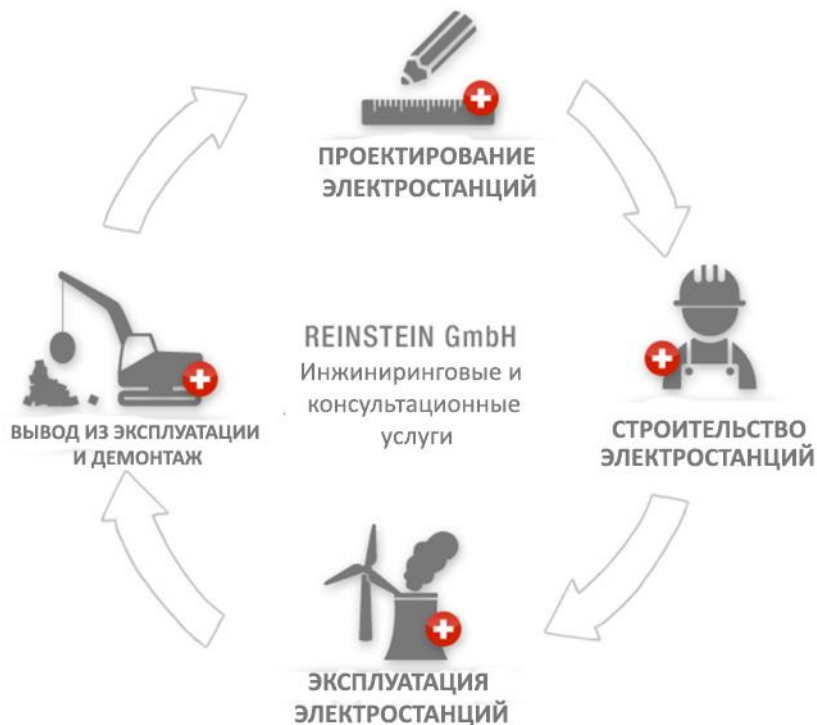 ПРОЕКТИРОВАНИЕ
ЭЛЕКТРОСТАНЦИЙ
REINSTEIN GmbH
Инжиниринговые и
консультационные
услуги
СТРОИТЕЛЬСТВО
ЭЛЕКТРОСТАНЦИЙ
ЭКСПЛУАТАЦИЯ
ЭЛЕКТРОСТАНЦИЙ
ВЫВОД ИЗ ЭКСПЛУАТАЦИИ
И ДЕМОНТАЖ